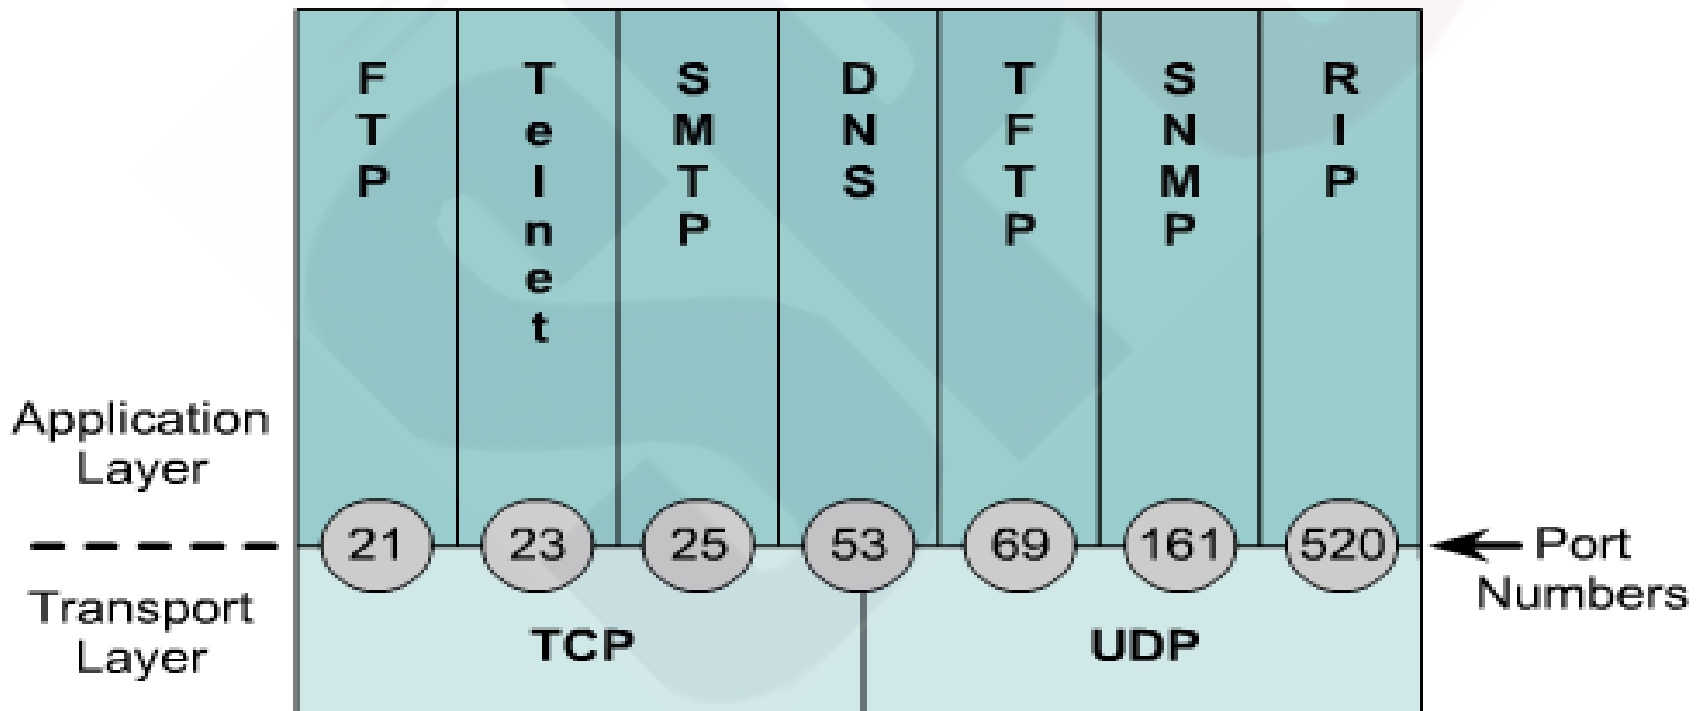 FTP
Telnet
SMTP
DNS
TFTP
SNMP
RIP
Application
Layer
21 23 25 53 69 161 520
Port
Numbers
Transport
Layer
TCP UDP